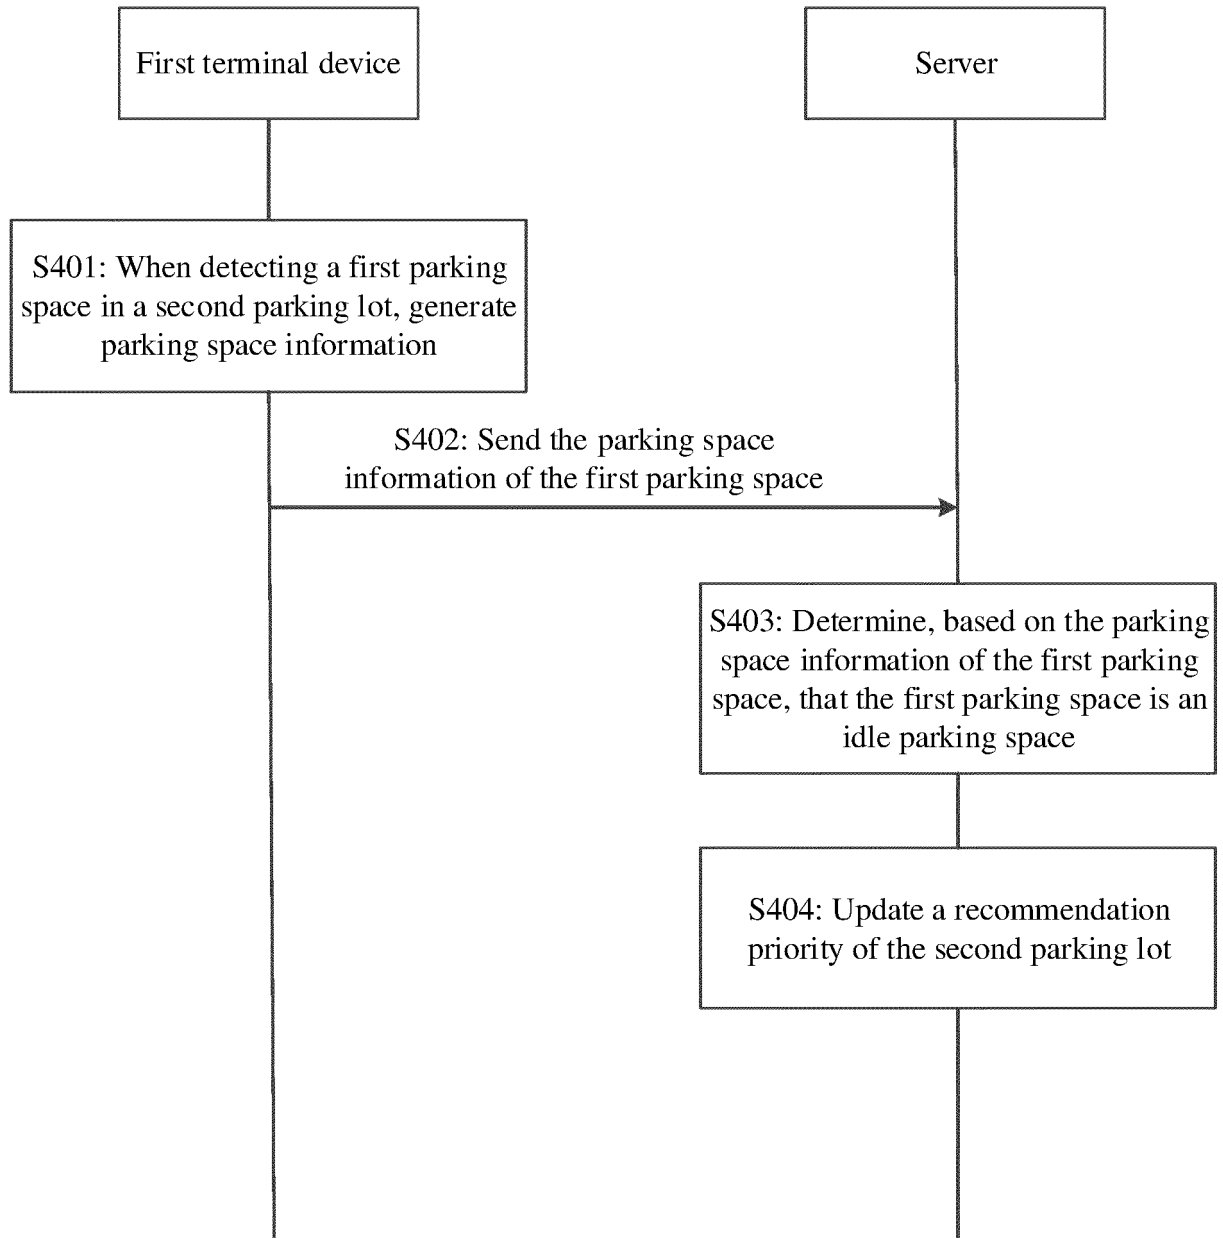 First terminal device
Server
S401: When detecting a first parking
space in a second parking lot, generate
parking space information
S402: Send the parking space
information of the first parking space
S403: Determine, based on the parking
space information of the first parking
space, that the first parking space is an
idle parking space
S404: Update a recommendation
priority of the second parking lot